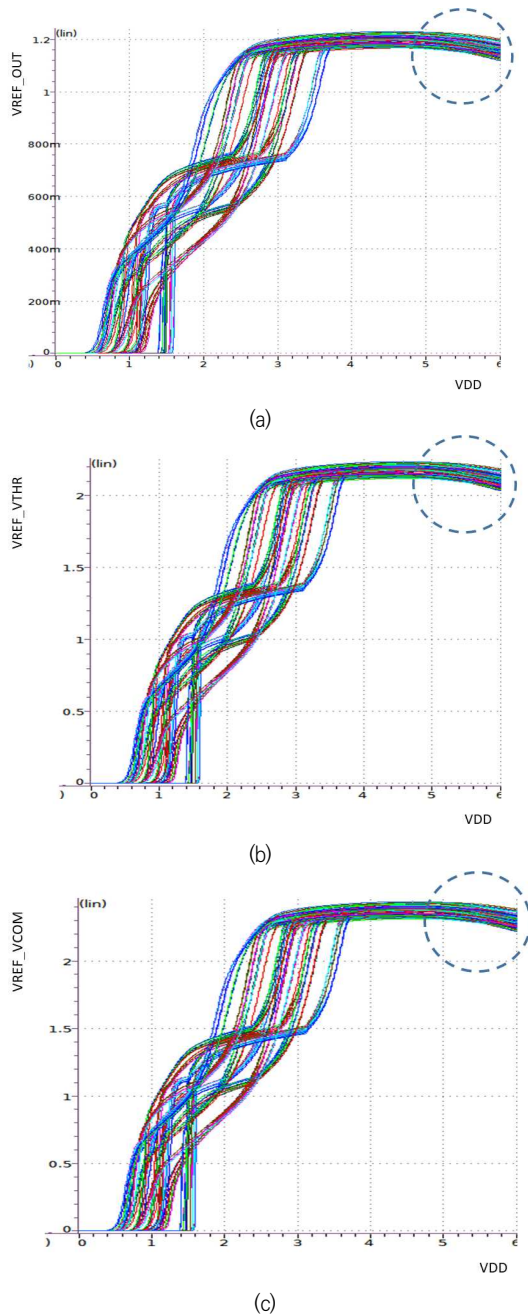 (lin)
VREF_OUT
1.2
1
800m
600m
400m
200m
0
0 1 2 3 4 5 6
VDD
(a)
(lin)
VREF_VTHR
2
1.5
1
0.5
0
) 0 1 2 3 4 5 6
VDD
(b)
(lin)
VREF_VCOM
2
1.5
1
0.5
0
) 0 1 2 3 4 5 6
VDD
(c)